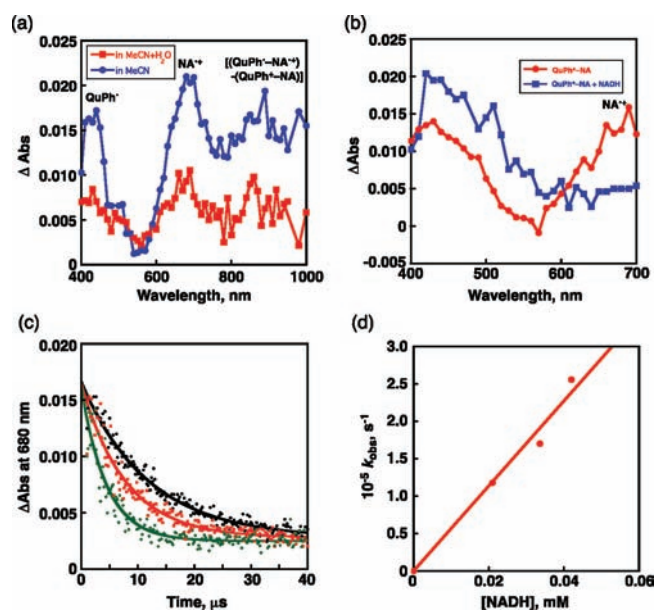 (a)
in MeCN+H₂O
in MeCN
QuPh˙
NA˙⁺
[(QuPh˙–NA˙⁺)
-(QuPh⁺–NA)]
0.025
0.020
0.015
0.010
0.005
0
Δ Abs
400 500 600 700 800 900 1000
Wavelength, nm
(b)
QuPh⁺–NA
QuPh⁺–NA + NADH
NA˙⁺
0.025
0.020
0.015
0.010
0.005
0
-0.005
ΔAbs
400 500 600 700
Wavelength, nm
(c)
0.020
0.015
0.010
0.005
0
ΔAbs at 680 nm
0 10 20 30 40
Time, μs
(d)
3.0
2.5
2.0
1.5
1.0
0.5
0.0
10⁻⁵ kobs, s⁻¹
0 0.02 0.04 0.06
[NADH], mM